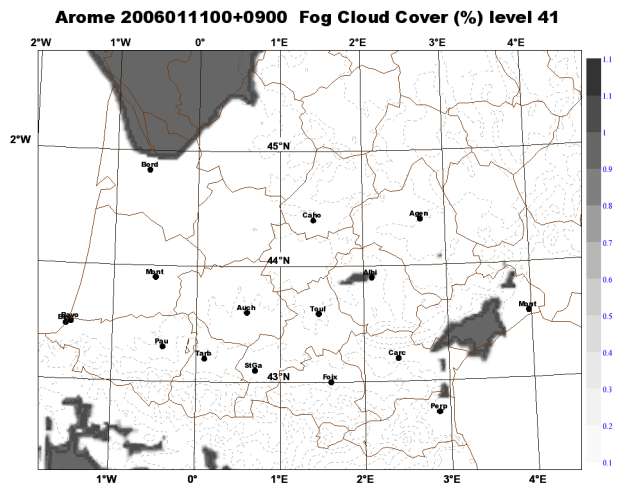 Arome 2006011100+0900 Fog Cloud Cover (%) level 41
2°W 1°W 0° 1°E 2°E 3°E 4°E
1.1
1.1
1
0.9
0.8
0.7
0.6
0.5
0.4
0.3
0.2
0.1
2°W
45°N
Bord
Caho
Agen
44°N
Mont
Albi
Auch
Toul
Mont
Bayo
Pau
Tarb
Carc
StGa
43°N
Foix
Perp
1°W 0° 1°E 2°E 3°E 4°E